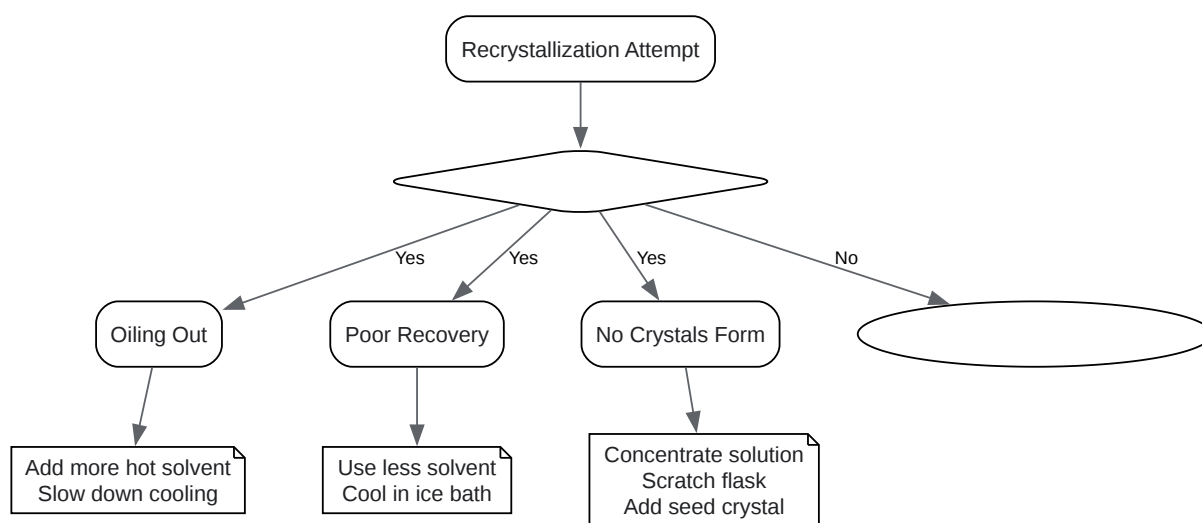 Recrystallization Attempt
Yes
Yes
Yes
No
Oiling Out
Poor Recovery
No Crystals Form
Add more hot solvent
Slow down cooling
Use less solvent
Cool in ice bath
Concentrate solution
Scratch flask
Add seed crystal